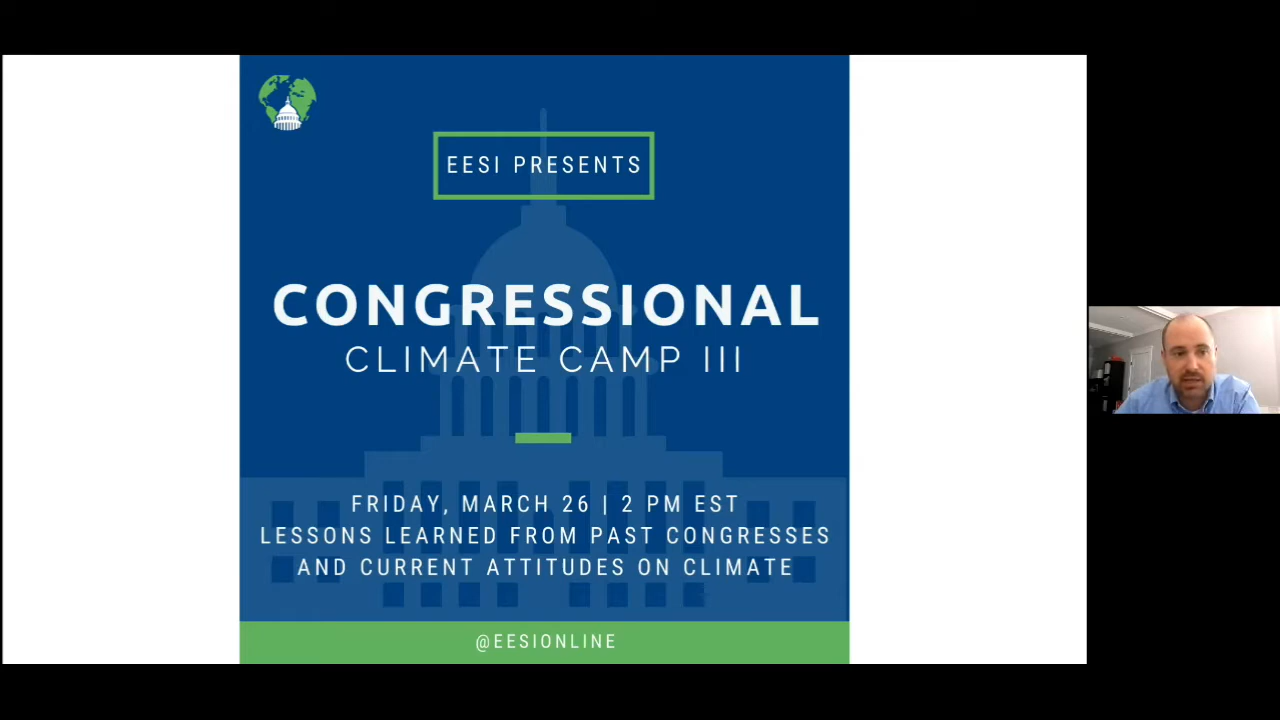 EESI PRESENTS
CONGRESSIONAL
CLIMATE CAMP III
FRIDAY, MARCH 26 | 2 PM EST
LESSONS LEARNED FROM PAST CONGRESSES
AND CURRENT ATTITUDES ON CLIMATE
@EESIONLINE